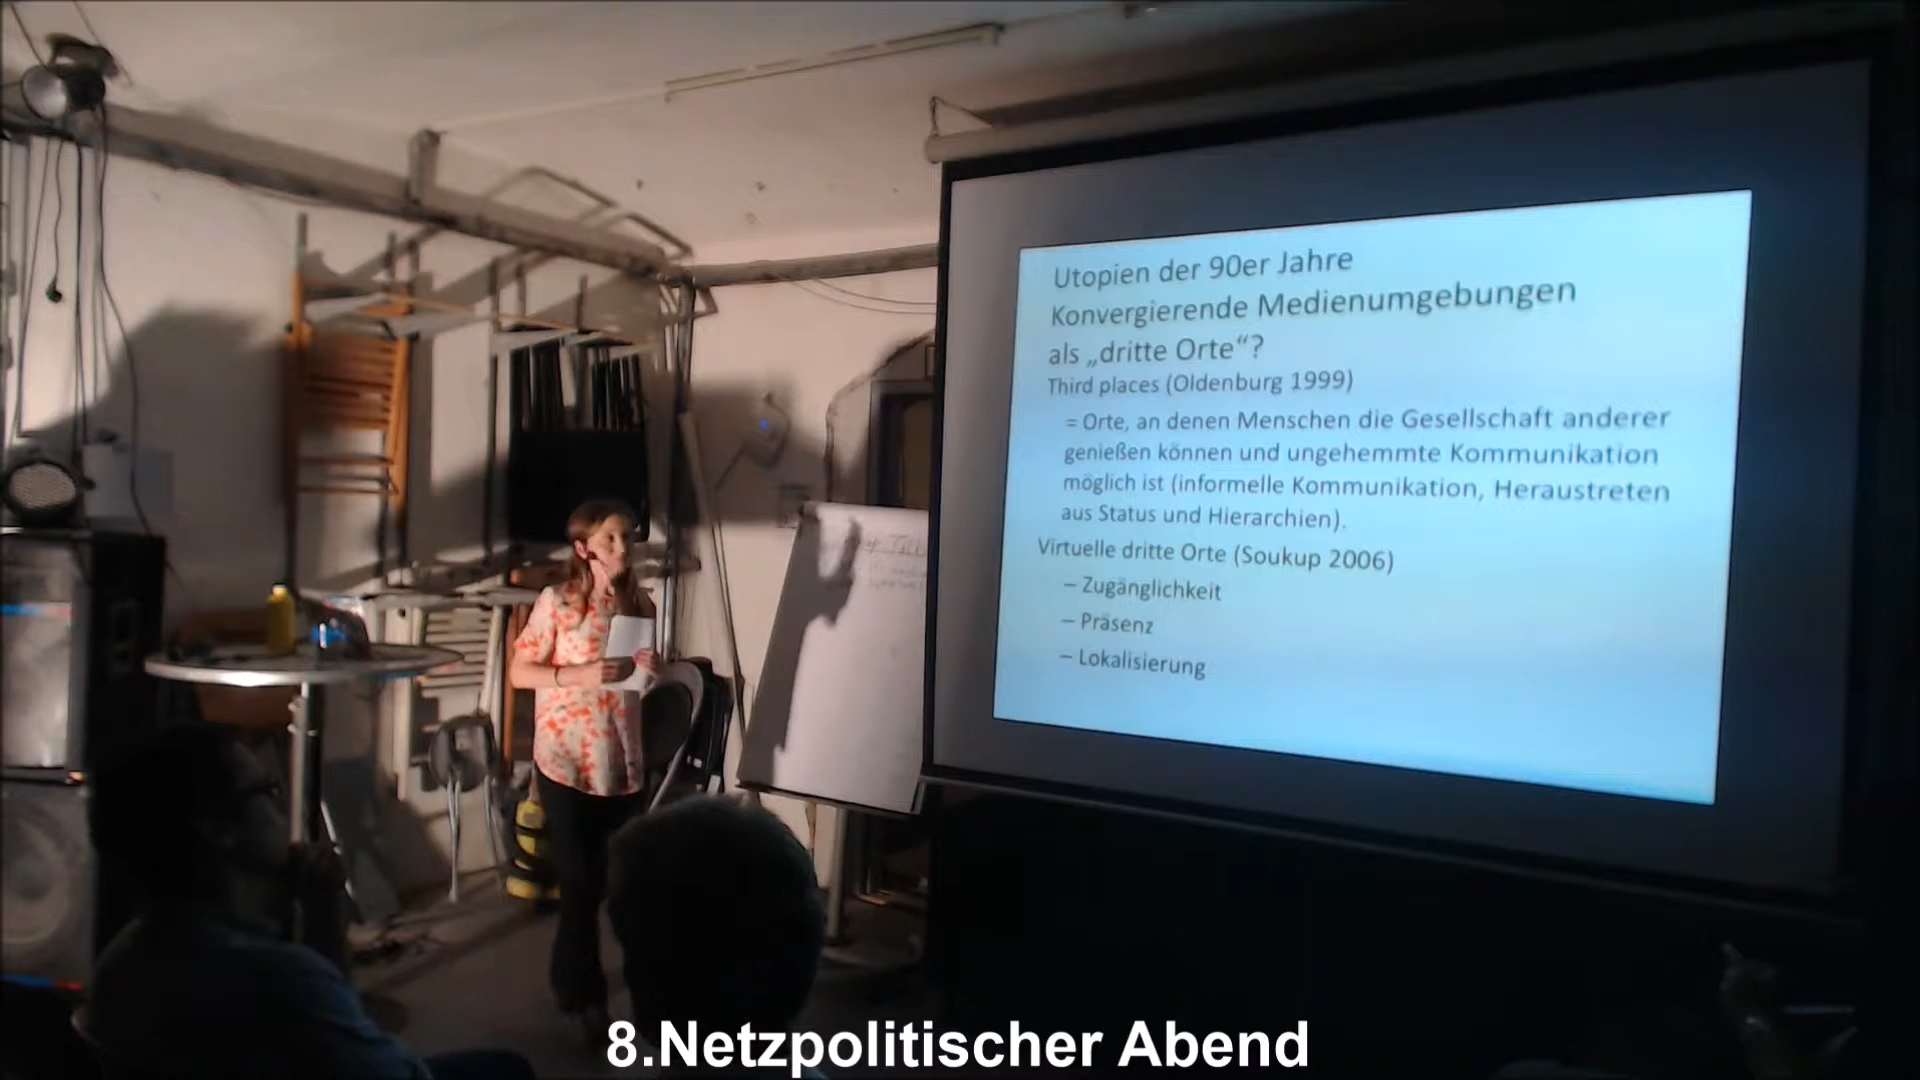 Utopien der 90er Jahre
Konvergierende Medienumgebungen
als „dritte Orte“?
Third places (Oldenburg 1999)
= Orte, an denen Menschen die Gesellschaft anderer
genießen können und ungehemmte Kommunikation
möglich ist (informelle Kommunikation, Heraustreten
aus Status und Hierarchien).
Virtuelle dritte Orte (Soukup 2006)
– Zugänglichkeit
– Präsenz
– Lokalisierung
8.Netzpolitischer Abend